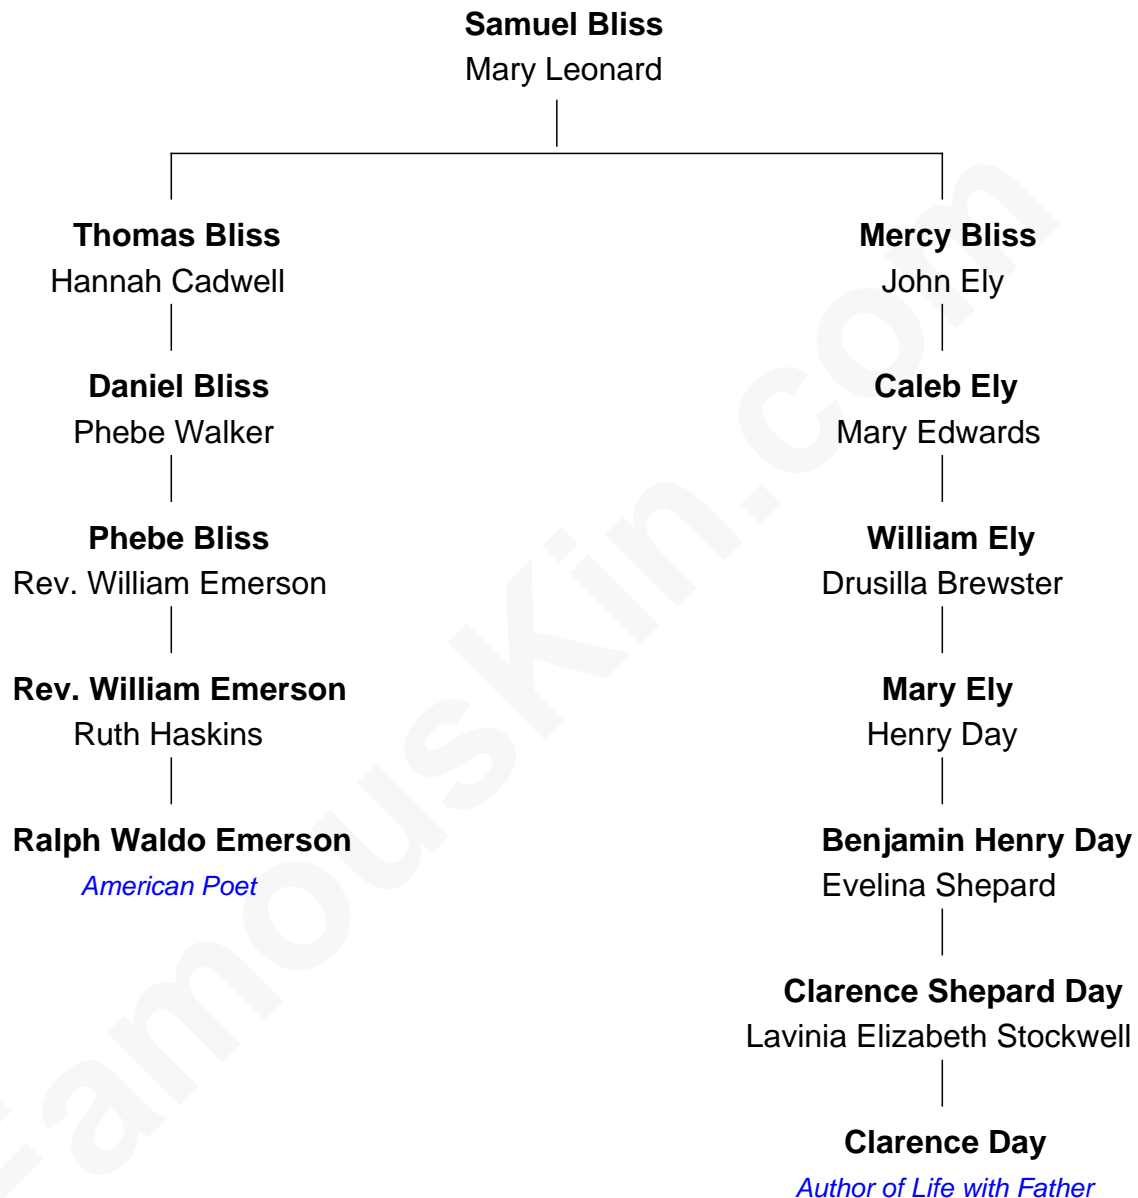 Samuel Bliss
Mary Leonard
Thomas Bliss
Hannah Cadwell
Mercy Bliss
John Ely
Daniel Bliss
Phebe Walker
Caleb Ely
Mary Edwards
Phebe Bliss
Rev. William Emerson
William Ely
Drusilla Brewster
Rev. William Emerson
Ruth Haskins
Mary Ely
Henry Day
Ralph Waldo Emerson
American Poet
Benjamin Henry Day
Evelina Shepard
Clarence Shepard Day
Lavinia Elizabeth Stockwell
Clarence Day
Author of Life with Father
FamousKin.com